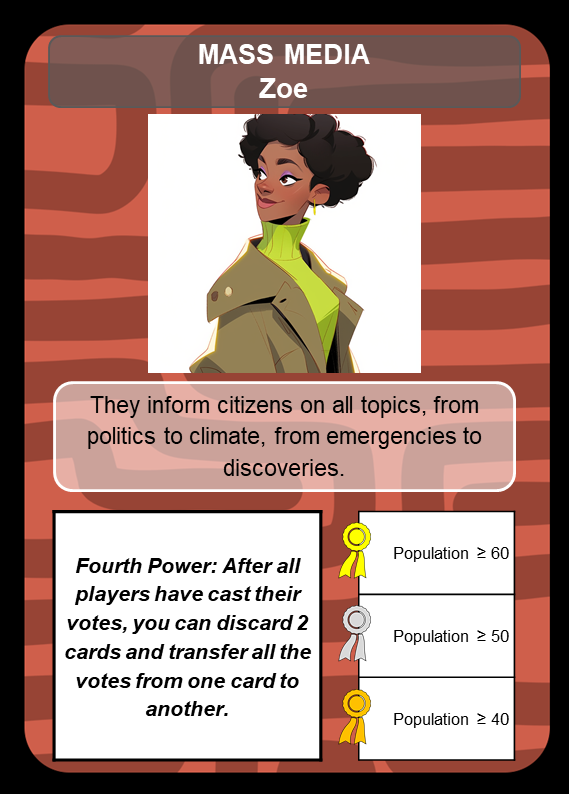 MASS MEDIA
Zoe
They inform citizens on all topics, from
politics to climate, from emergencies to
discoveries.
Fourth Power: After all
players have cast their
votes, you can discard 2
cards and transfer all the
votes from one card to
another.
Population ≥ 60
Population ≥ 50
Population ≥ 40